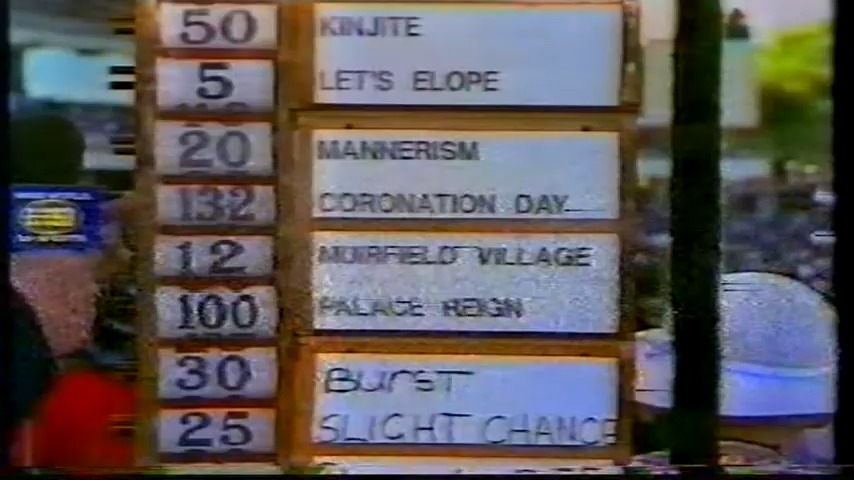 50 KINJITE
5 LET'S ELOPE
20 MANNERISM
132 CORONATION DAY
12 MUIRFIELD VILLAGE
100 PALACE REIGN
30 BURST
25 SLIGHT CHANCE